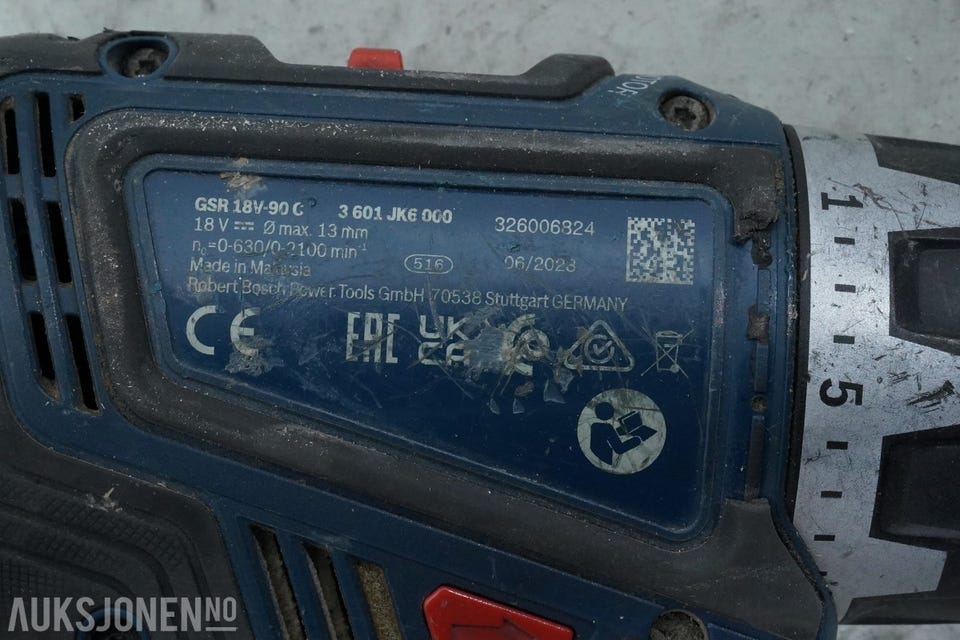 GSR 18V-90 C 3 601 JK6 000 326006824
18 V Ø max. 13 mm
n₀=0-630/0-2100 min⁻¹ 516 06/2023
Made in Malaysia
Robert Bosch Power Tools GmbH 70538 Stuttgart GERMANY
CE EAC UK CA
1
5
AUKSJONEN.NO